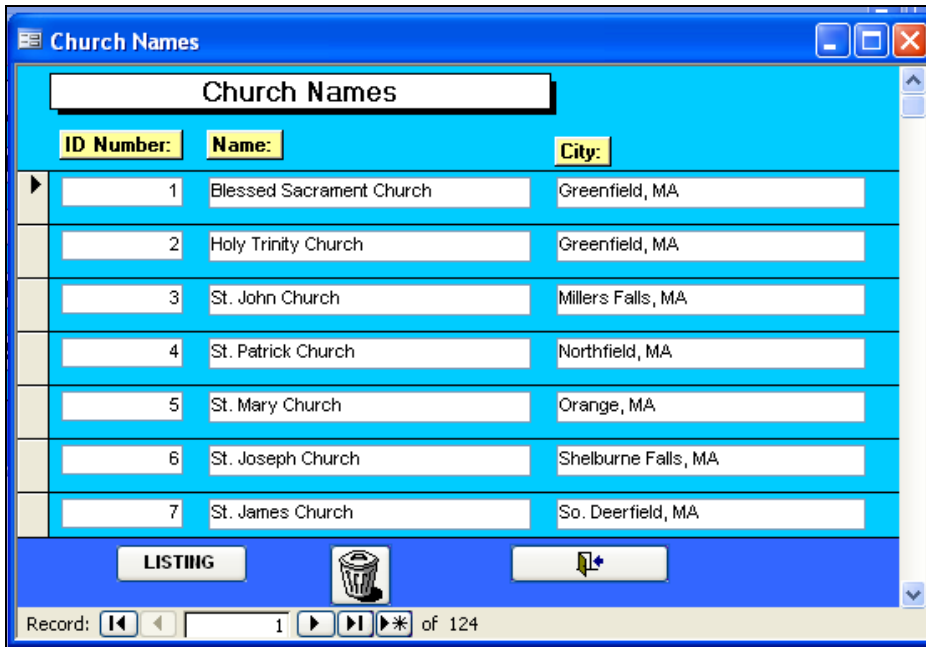 Church Names
Church Names
ID Number: Name: City:
1 Blessed Sacrament Church Greenfield, MA
2 Holy Trinity Church Greenfield, MA
3 St. John Church Millers Falls, MA
4 St. Patrick Church Northfield, MA
5 St. Mary Church Orange, MA
6 St. Joseph Church Shelburne Falls, MA
7 St. James Church So. Deerfield, MA
LISTING
Record: 1 of 124